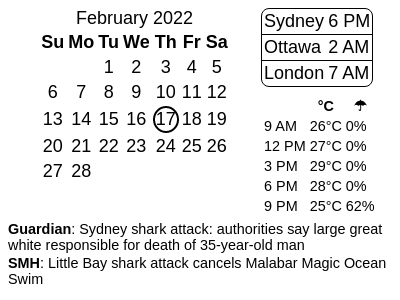 February 2022
Su Mo Tu We Th Fr Sa
1 2 3 4 5
6 7 8 9 10 11 12
13 14 15 16 17 18 19
20 21 22 23 24 25 26
27 28
Sydney 6 PM
Ottawa 2 AM
London 7 AM
°C ☂
9 AM 26°C 0%
12 PM 27°C 0%
3 PM 29°C 0%
6 PM 28°C 0%
9 PM 25°C 62%
Guardian: Sydney shark attack: authorities say large great
white responsible for death of 35-year-old man
SMH: Little Bay shark attack cancels Malabar Magic Ocean
Swim